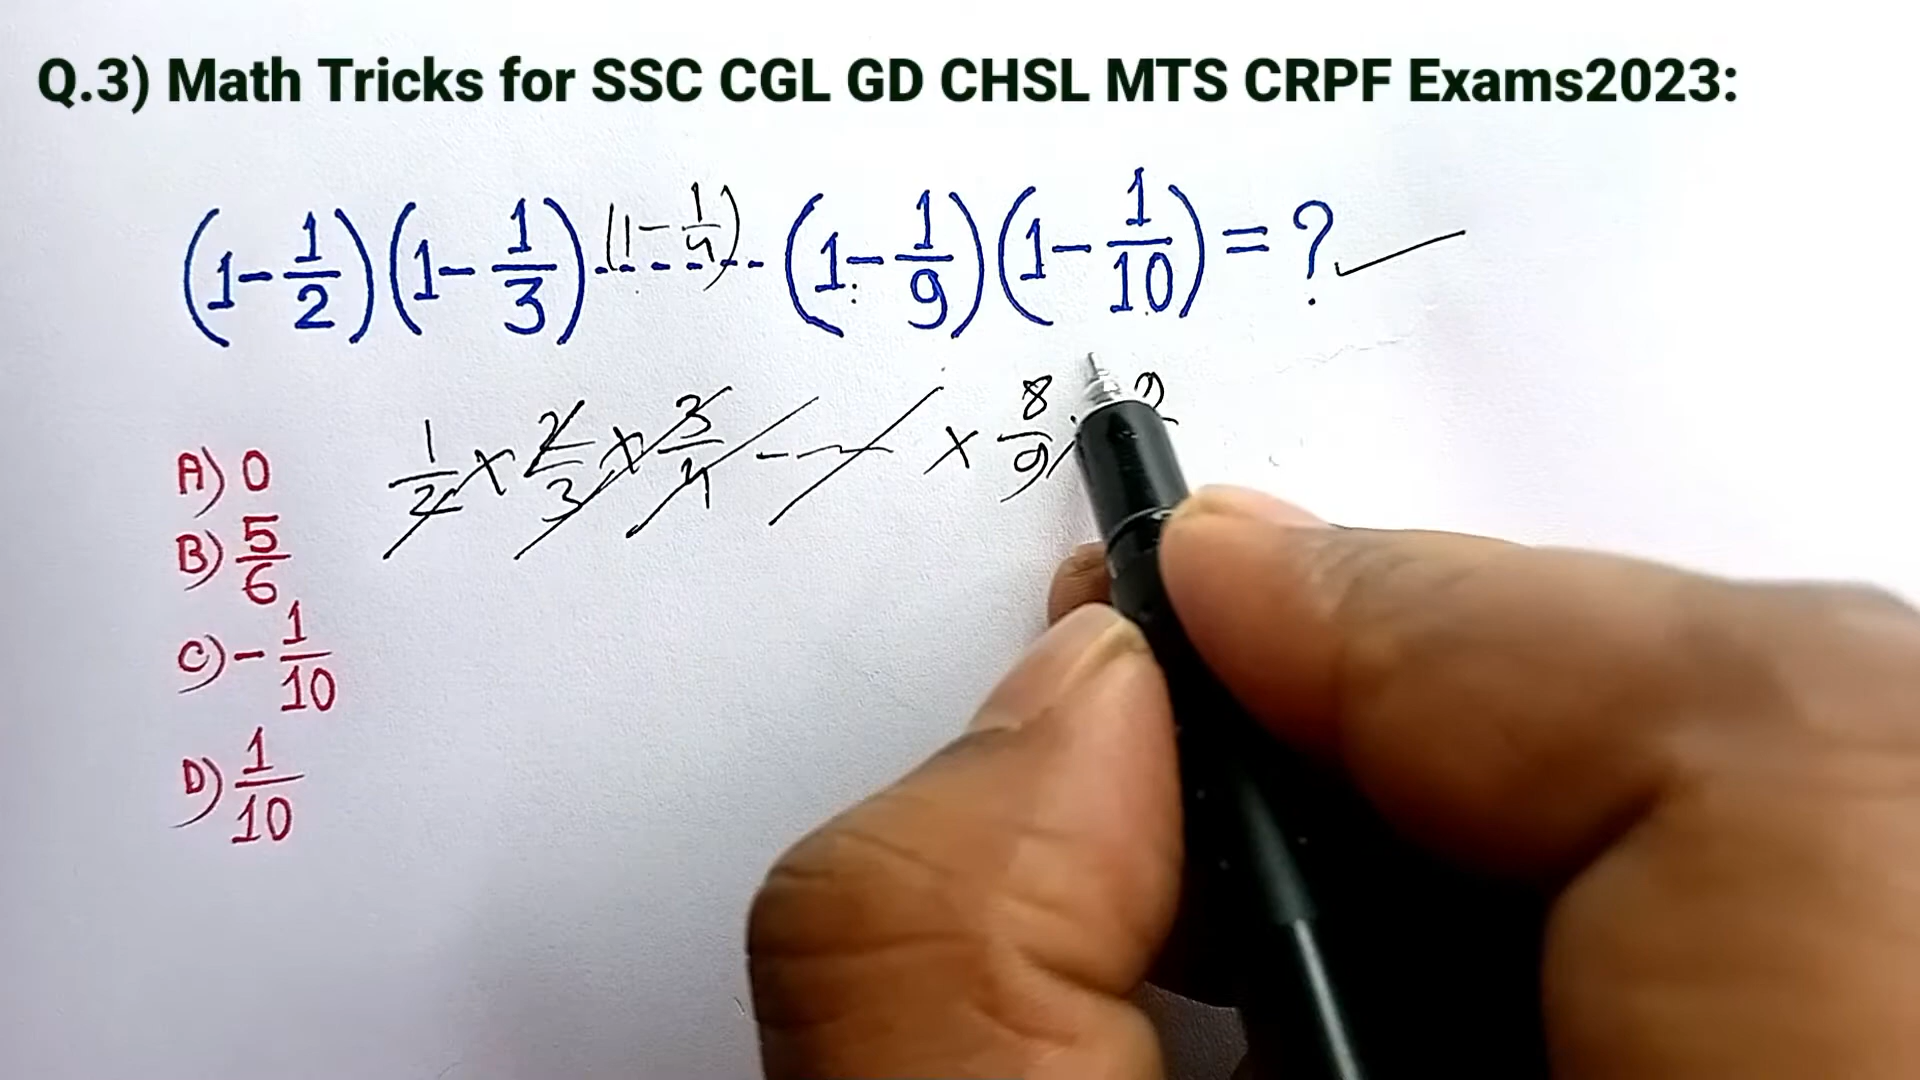 Q.3) Math Tricks for SSC CGL GD CHSL MTS CRPF Exams2023:
(1-1/2)(1-1/3)-(1-1/4)--(1-1/9)(1-1/10)=?
1/2×2/3×3/4----×8/9×9
A) 0
B) 5/6
C) -1/10
D) 1/10